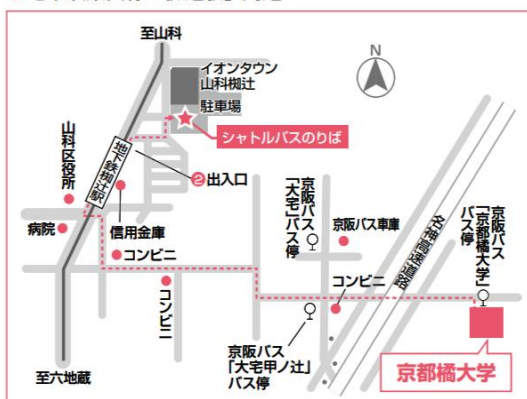 至山科
イオンタウン
山科椥辻
駐車場
N
シャトルバスのりば
山科区役所
地下鉄椥辻駅
❷出入口
病院
信用金庫
コンビニ
コンビニ
京阪バス
「大宅」バス停
京阪バス車庫
名神高速道路
京阪バス
「京都橘大学」
バス停
コンビニ
京阪バス
「大宅甲ノ辻」
バス停
京都橘大学
至六地蔵